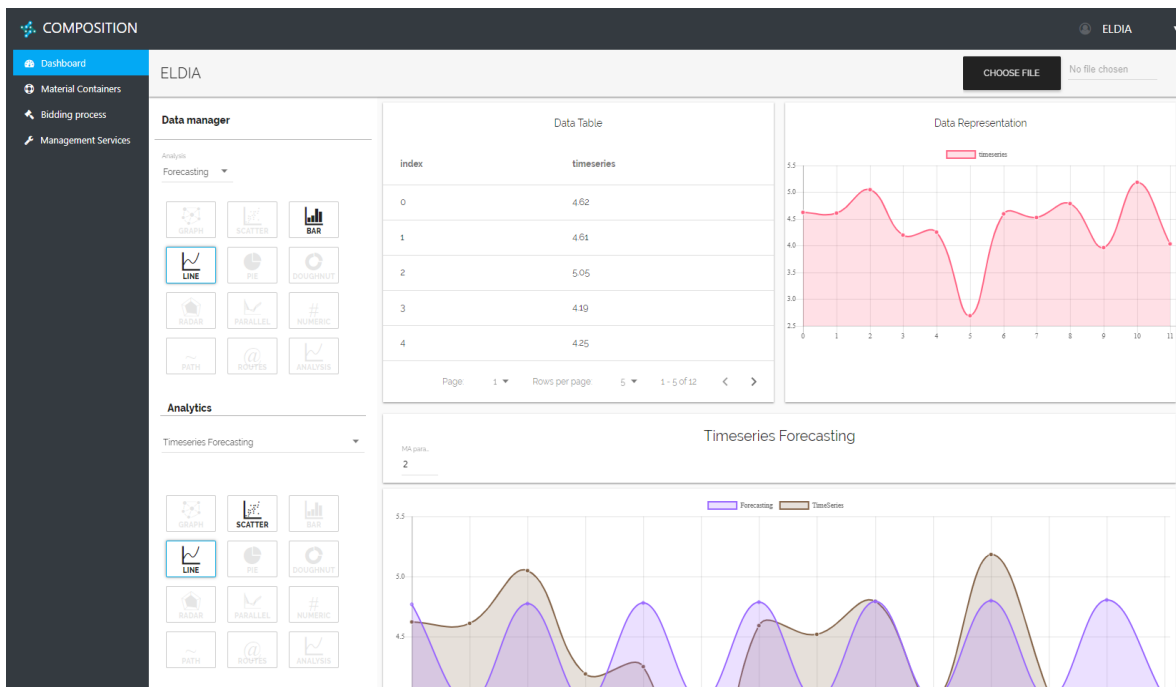 COMPOSITION
ELDIA
Dashboard
Material Containers
Bidding process
Management Services
ELDIA
CHOOSE FILE
No file chosen
Data manager
Analysis
Forecasting
GRAPH
SCATTER
BAR
LINE
PIE
DOUGHNUT
RADAR
PARALLEL
#
NUMERIC
~
PATH
@
ROUTES
ANALYSIS
Analytics
Timeseries Forecasting
GRAPH
SCATTER
BAR
LINE
PIE
DOUGHNUT
RADAR
PARALLEL
#
NUMERIC
~
PATH
@
ROUTES
ANALYSIS
Data Table
index timeseries
0 4.62
1 4.61
2 5.05
3 4.19
4 4.25
Page: 1 Rows per page: 5 1 - 5 of 12
Data Representation
timeseries
5.5
5.0
4.5
4.0
3.5
3.0
2.5
0 1 2 3 4 5 6 7 8 9 10 11
Timeseries Forecasting
MA para..
2
Forecasting TimeSeries
5.5
5.0
4.5